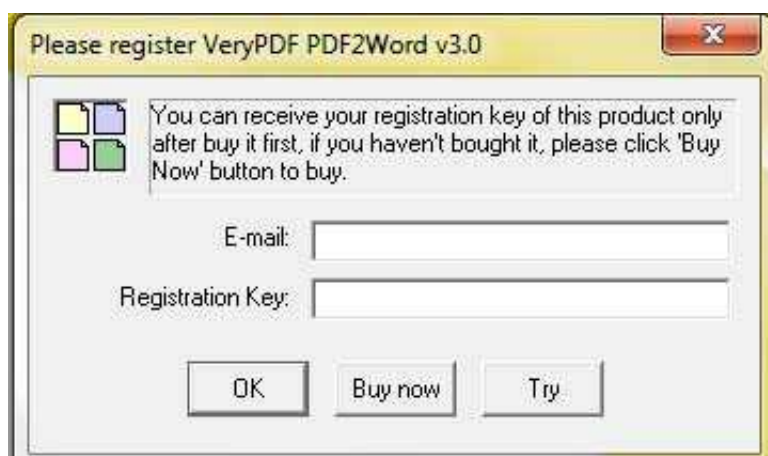 Please register VeryPDF PDF2Word v3.0
You can receive your registration key of this product only
after buy it first, if you haven't bought it, please click 'Buy
Now' button to buy.
E-mail:
Registration Key:
OK Buy now Try